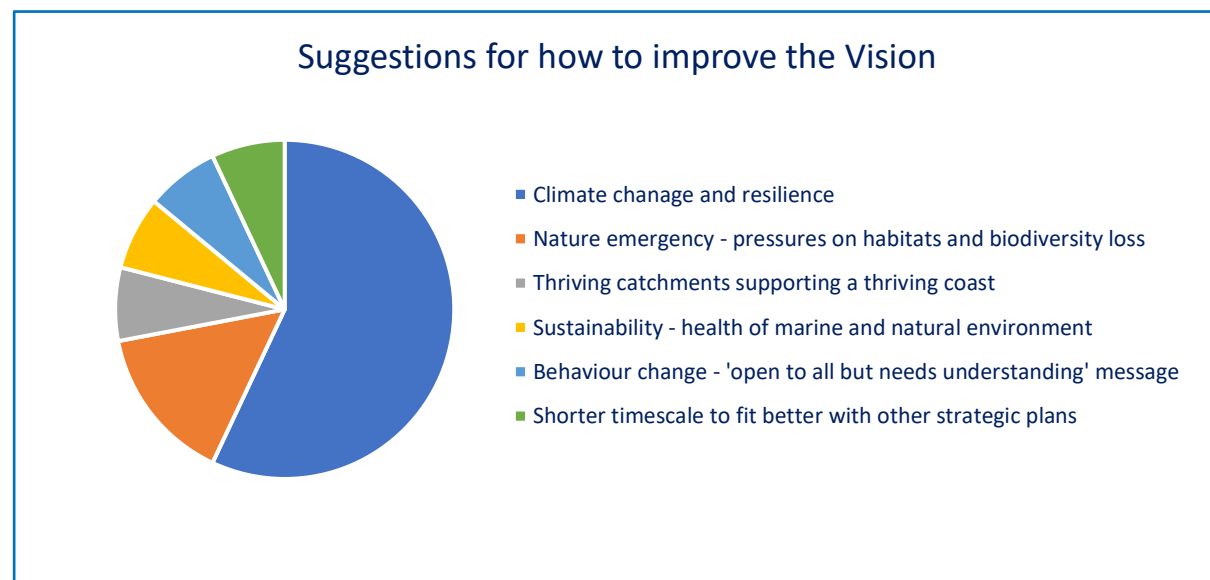 Suggestions for how to improve the Vision
Climate chanage and resilience
Nature emergency - pressures on habitats and biodiversity loss
Thriving catchments supporting a thriving coast
Sustainability - health of marine and natural environment
Behaviour change - 'open to all but needs understanding' message
Shorter timescale to fit better with other strategic plans